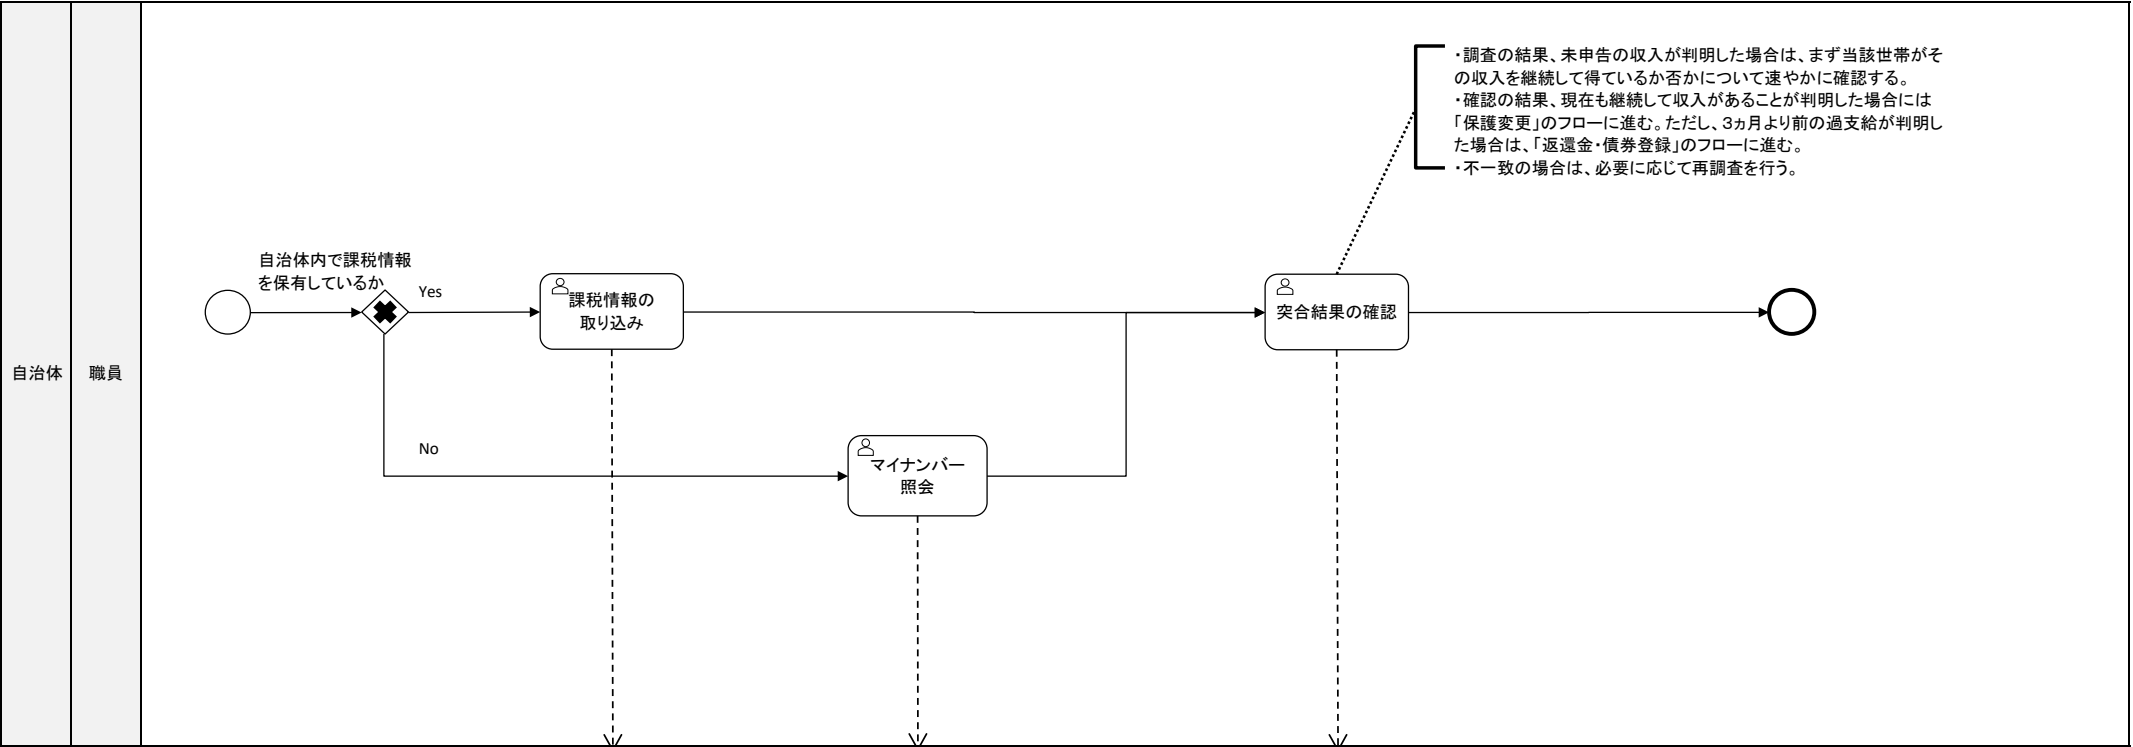 ・調査の結果、未申告の収入が判明した場合は、まず当該世帯がそ
の収入を継続して得ているか否かについて速やかに確認する。
・確認の結果、現在も継続して収入があることが判明した場合には
「保護変更」のフローに進む。ただし、3ヵ月より前の過支給が判明し
た場合は、「返還金・債券登録」のフローに進む。
・不一致の場合は、必要に応じて再調査を行う。
自治体内で課税情報
を保有しているか
Yes
課税情報の
取り込み
突合結果の確認
自治体
職員
No
マイナンバー
照会